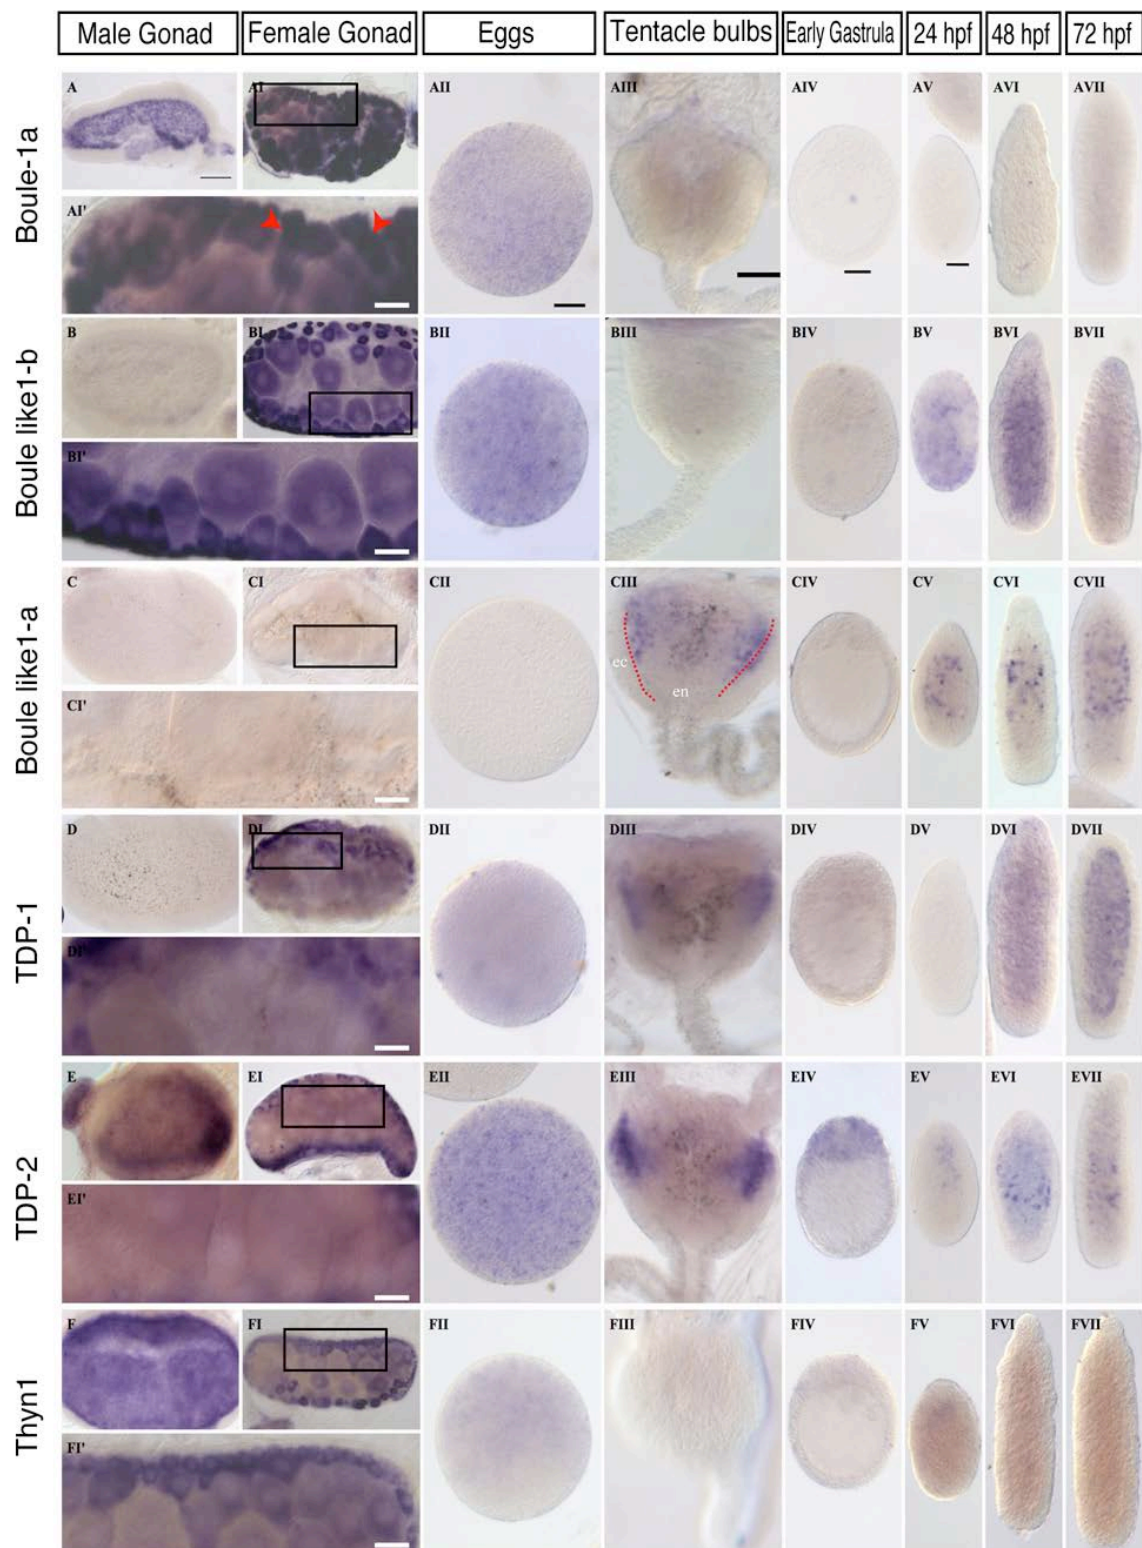 Male Gonad Female Gonad Eggs Tentacle bulbs Early Gastrula 24 hpf 48 hpf 72 hpf
Boule-1a
A AI AII AIII AIV AV AVI AVII
AI'
Boule like1-b
B BI BII BIII BIV BV BVI BVII
BI'
Boule like1-a
C CI CII CIII CIV CV CVI CVII
ec
en
CI'
TDP-1
D DI DII DIII DIV DV DVI DVII
DI'
TDP-2
E EI EII EIII EIV EV EVI EVII
EI'
Thyn1
F FI FII FIII FIV FV FVI FVII
FI'